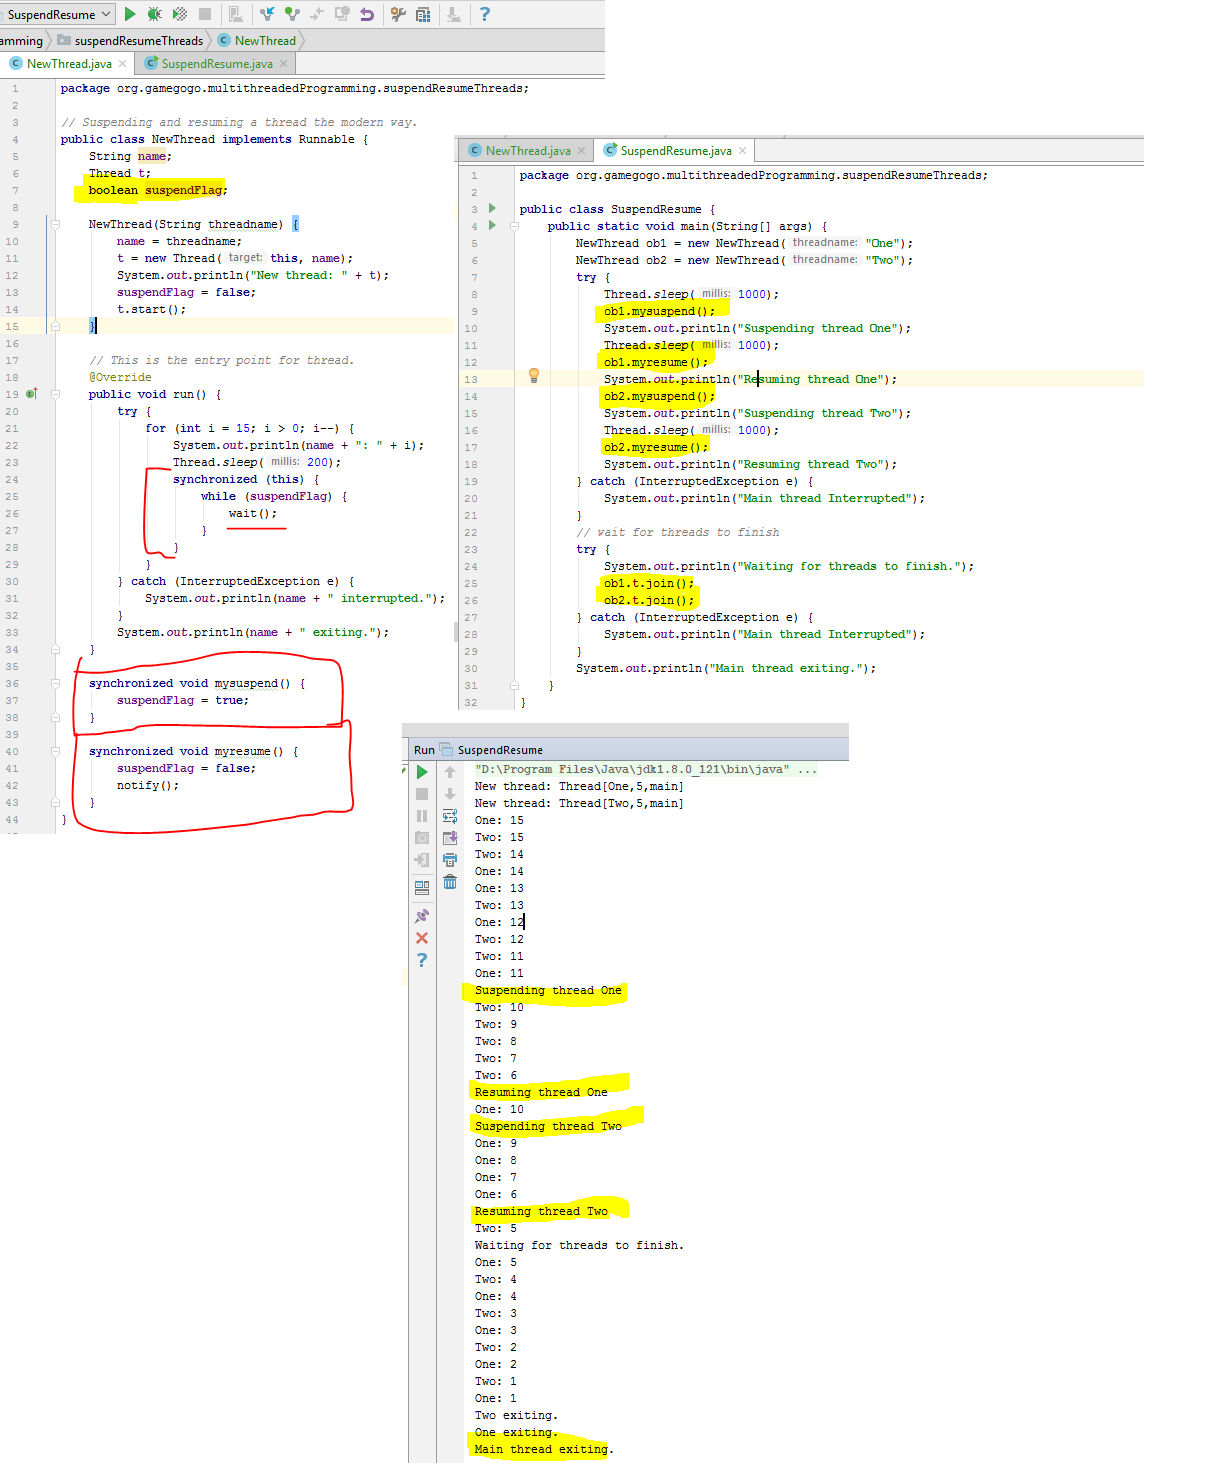 SuspendResume
amming suspendResumeThreads NewThread
NewThread.java SuspendResume.java
1 package org.gamegogo.multithreadedProgramming.suspendResumeThreads;
2
3 // Suspending and resuming a thread the modern way.
4 public class NewThread implements Runnable {
5 String name;
6 Thread t;
7 boolean suspendFlag;
8
9 NewThread(String threadname) {
10 name = threadname;
11 t = new Thread( target: this, name);
12 System.out.println("New thread: " + t);
13 suspendFlag = false;
14 t.start();
15 }
16
17 // This is the entry point for thread.
18 @Override
19 public void run() {
20 try {
21 for (int i = 15; i > 0; i--) {
22 System.out.println(name + ": " + i);
23 Thread.sleep( millis: 200);
24 synchronized (this) {
25 while (suspendFlag) {
26 wait();
27 }
28 }
29 }
30 } catch (InterruptedException e) {
31 System.out.println(name + " interrupted.");
32 }
33 System.out.println(name + " exiting.");
34 }
35
36 synchronized void mysuspend() {
37 suspendFlag = true;
38 }
39
40 synchronized void myresume() {
41 suspendFlag = false;
42 notify();
43 }
44 }
NewThread.java SuspendResume.java
1 package org.gamegogo.multithreadedProgramming.suspendResumeThreads;
2
3 public class SuspendResume {
4 public static void main(String[] args) {
5 NewThread ob1 = new NewThread( threadname: "One");
6 NewThread ob2 = new NewThread( threadname: "Two");
7 try {
8 Thread.sleep( millis: 1000);
9 ob1.mysuspend();
10 System.out.println("Suspending thread One");
11 Thread.sleep( millis: 1000);
12 ob1.myresume();
13 System.out.println("Resuming thread One");
14 ob2.mysuspend();
15 System.out.println("Suspending thread Two");
16 Thread.sleep( millis: 1000);
17 ob2.myresume();
18 System.out.println("Resuming thread Two");
19 } catch (InterruptedException e) {
20 System.out.println("Main thread Interrupted");
21 }
22 // wait for threads to finish
23 try {
24 System.out.println("Waiting for threads to finish.");
25 ob1.t.join();
26 ob2.t.join();
27 } catch (InterruptedException e) {
28 System.out.println("Main thread Interrupted");
29 }
30 System.out.println("Main thread exiting.");
31 }
32 }
Run SuspendResume
"D:\Program Files\Java\jdk1.8.0_121\bin\java" ...
New thread: Thread[One,5,main]
New thread: Thread[Two,5,main]
One: 15
Two: 15
Two: 14
One: 14
One: 13
Two: 13
One: 12
Two: 12
Two: 11
One: 11
Suspending thread One
Two: 10
Two: 9
Two: 8
Two: 7
Two: 6
Resuming thread One
One: 10
Suspending thread Two
One: 9
One: 8
One: 7
One: 6
Resuming thread Two
Two: 5
Waiting for threads to finish.
One: 5
Two: 4
One: 4
Two: 3
One: 3
Two: 2
One: 2
Two: 1
One: 1
Two exiting.
One exiting.
Main thread exiting.